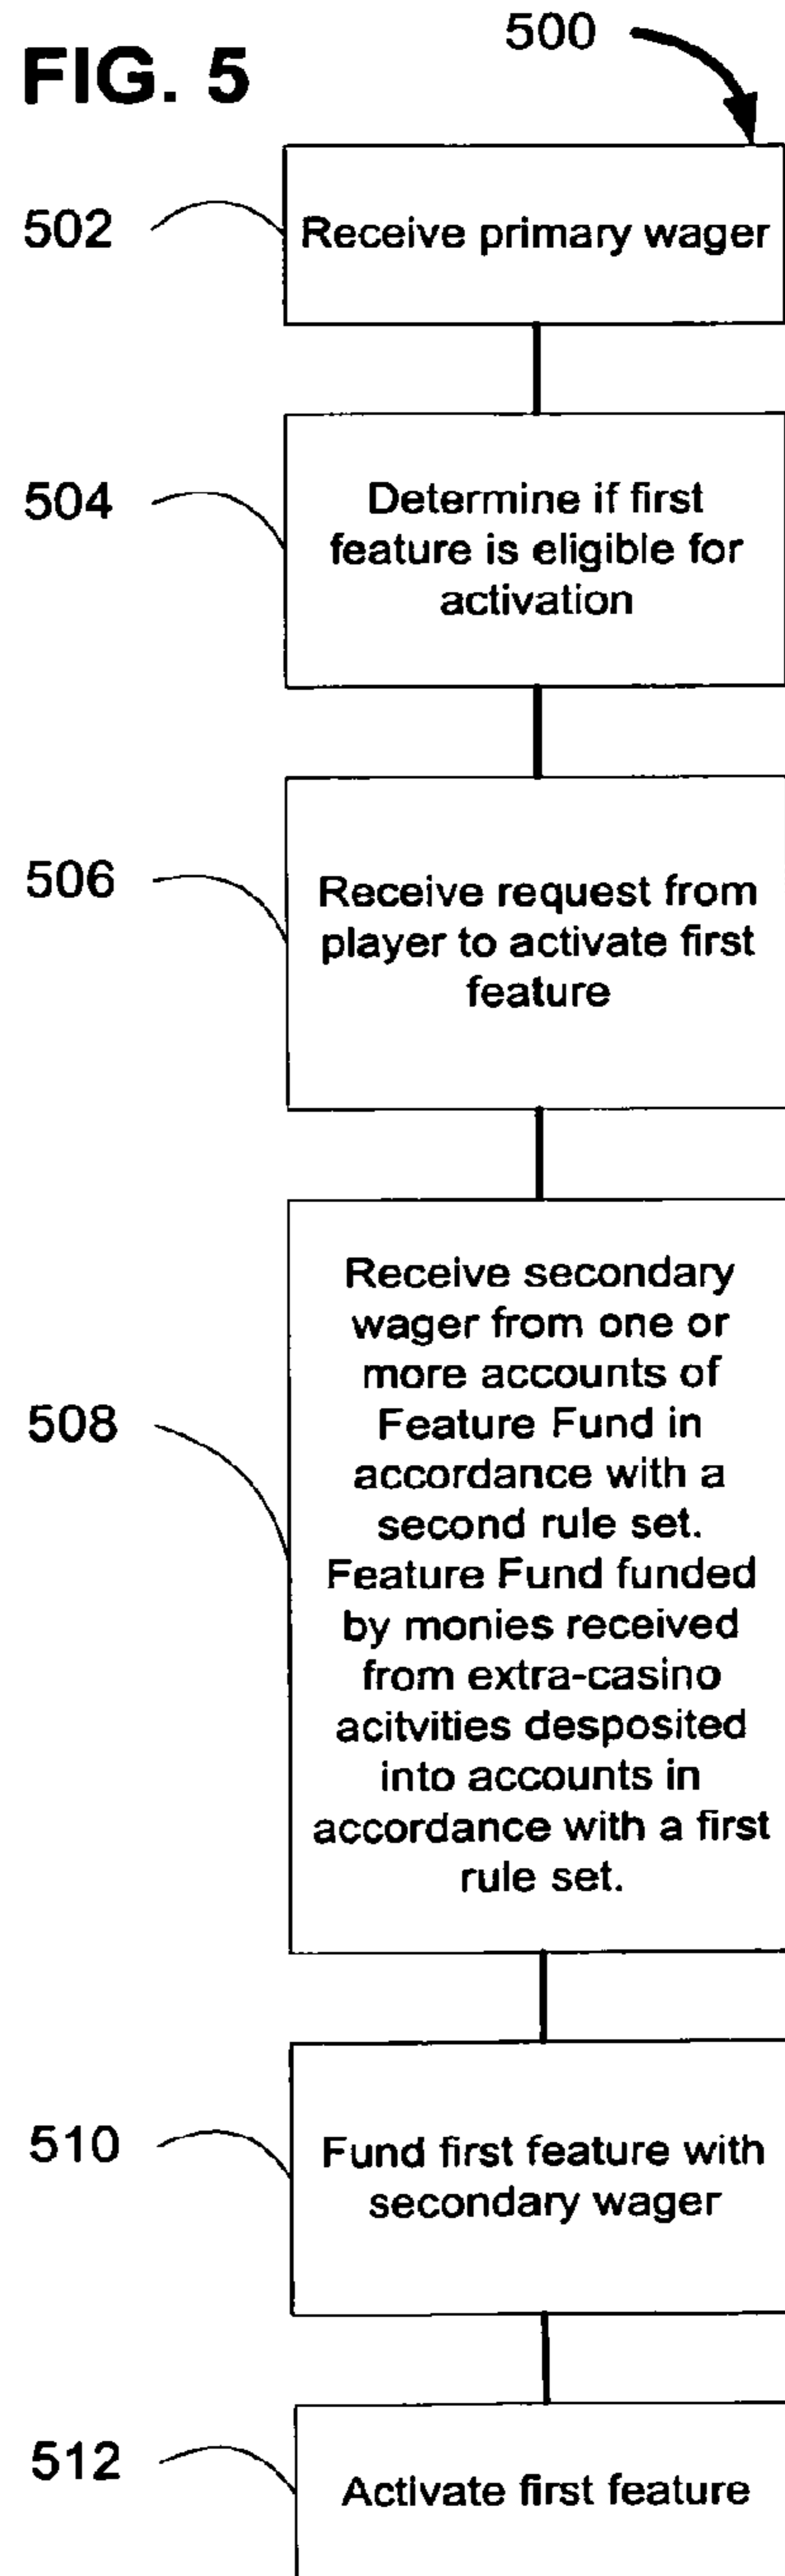 FIG. 5
500
502
Receive primary wager
504
Determine if first
feature is eligible for
activation
506
Receive request from
player to activate first
feature
508
Receive secondary
wager from one or
more accounts of
Feature Fund in
accordance with a
second rule set.
Feature Fund funded
by monies received
from extra-casino
acitvities desposited
into accounts in
accordance with a first
rule set.
510
Fund first feature with
secondary wager
512
Activate first feature